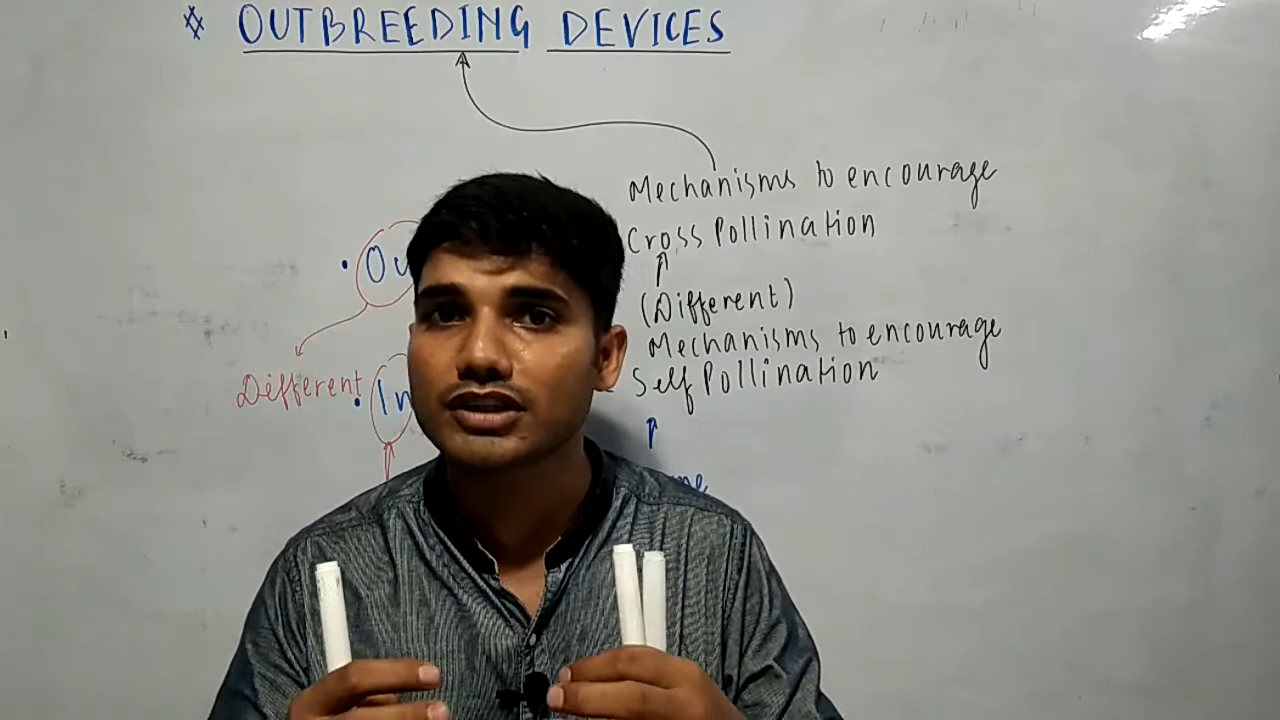 * OUTBREEDING DEVICES
Mechanisms to encourage
Cross Pollination
(Different)
Mechanisms to encourage
Self Pollination
Different